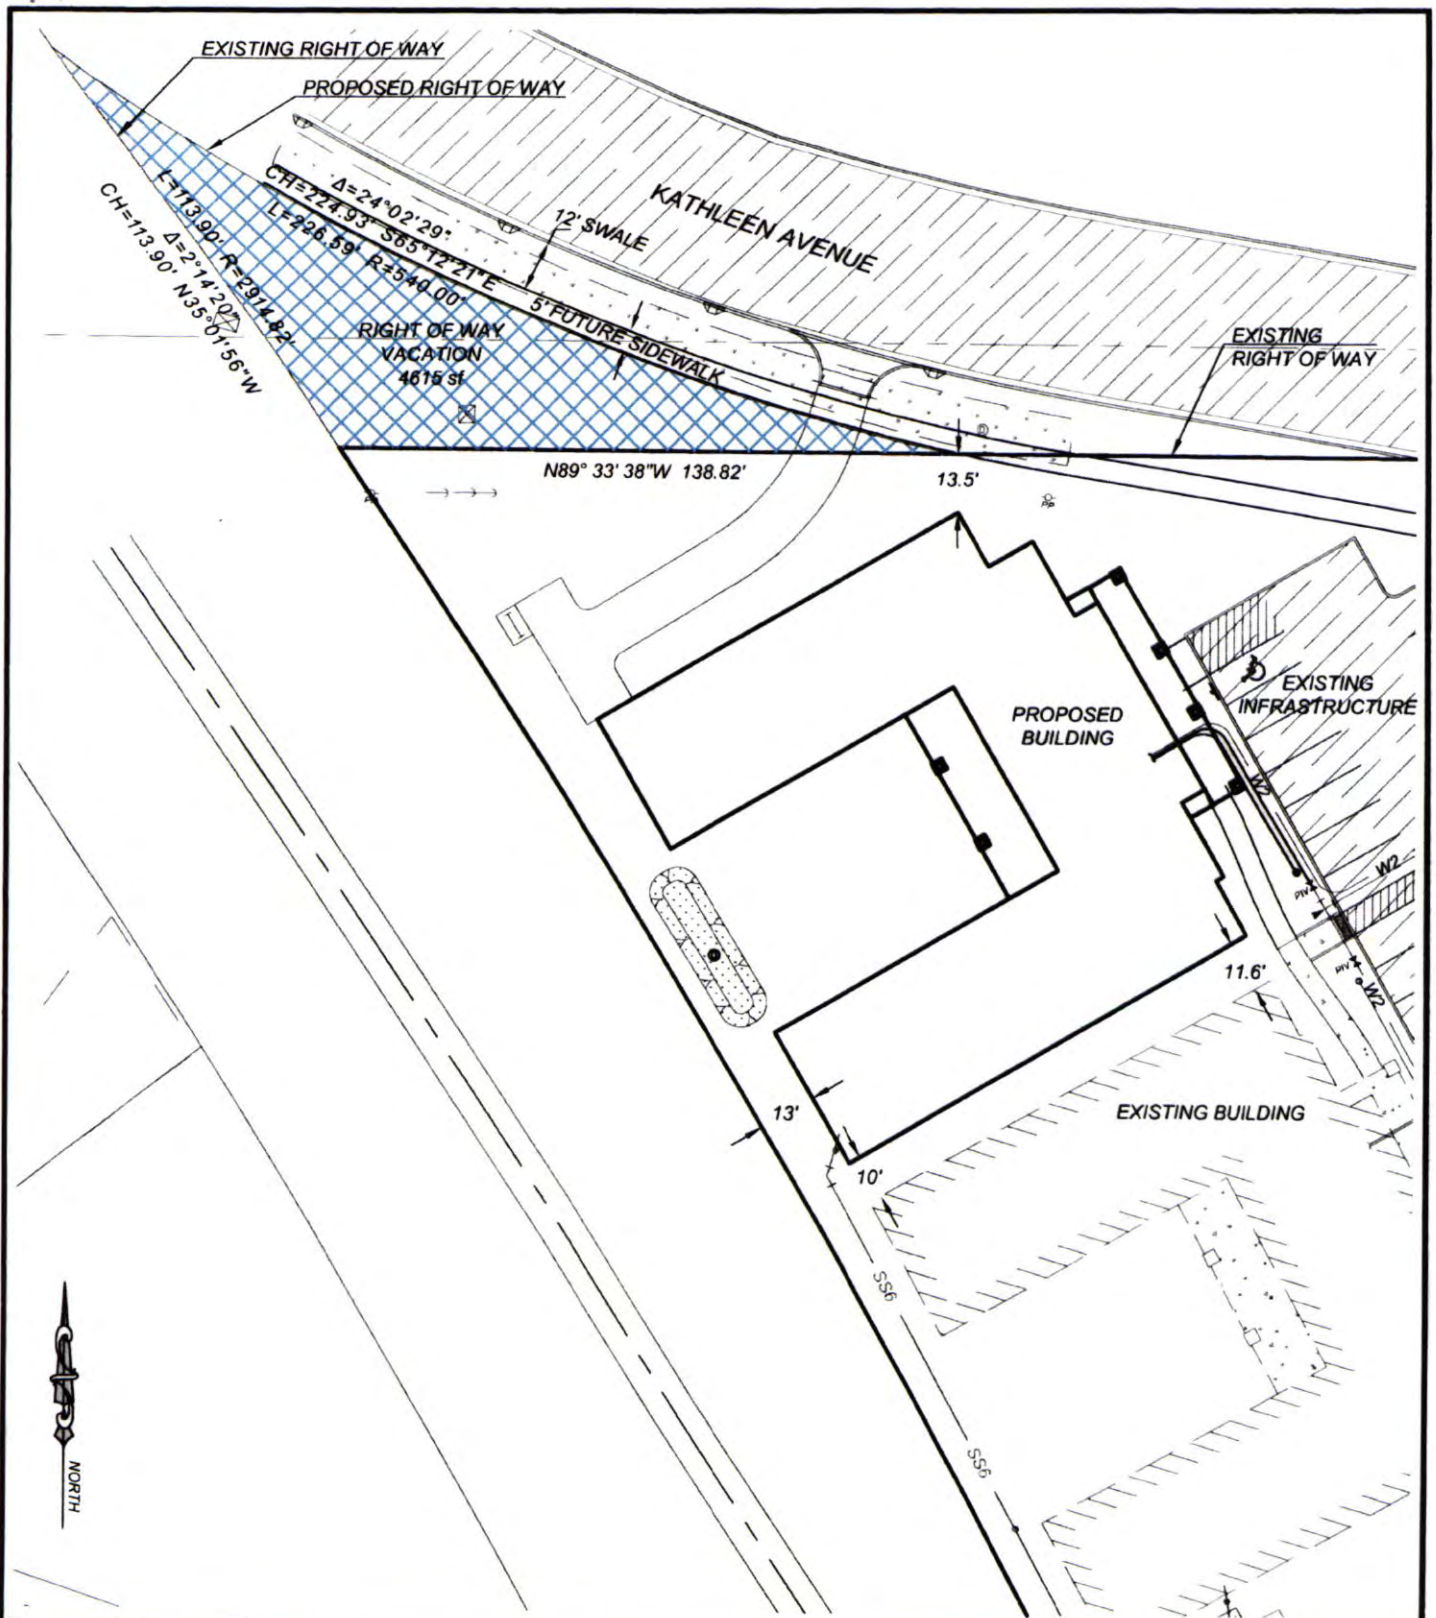 EXISTING RIGHT OF WAY
PROPOSED RIGHT OF WAY
KATHLEEN AVENUE
Δ=24°02'29"
CH=224.93' S65°12'21"E
L=226.59' R=540.00'
12' SWALE
5' FUTURE SIDEWALK
L=113.90' R=2914.82'
Δ=2°14'20"
CH=113.90' N35°01'56"W
RIGHT OF WAY
VACATION
4615 sf
EXISTING
RIGHT OF WAY
N89° 33' 38"W 138.82'
13.5'
PP
PROPOSED
BUILDING
EXISTING
INFRASTRUCTURE
W2
W2
PIV
PIV
W2
11.6'
EXISTING BUILDING
13'
10'
SS6
SS6
NORTH